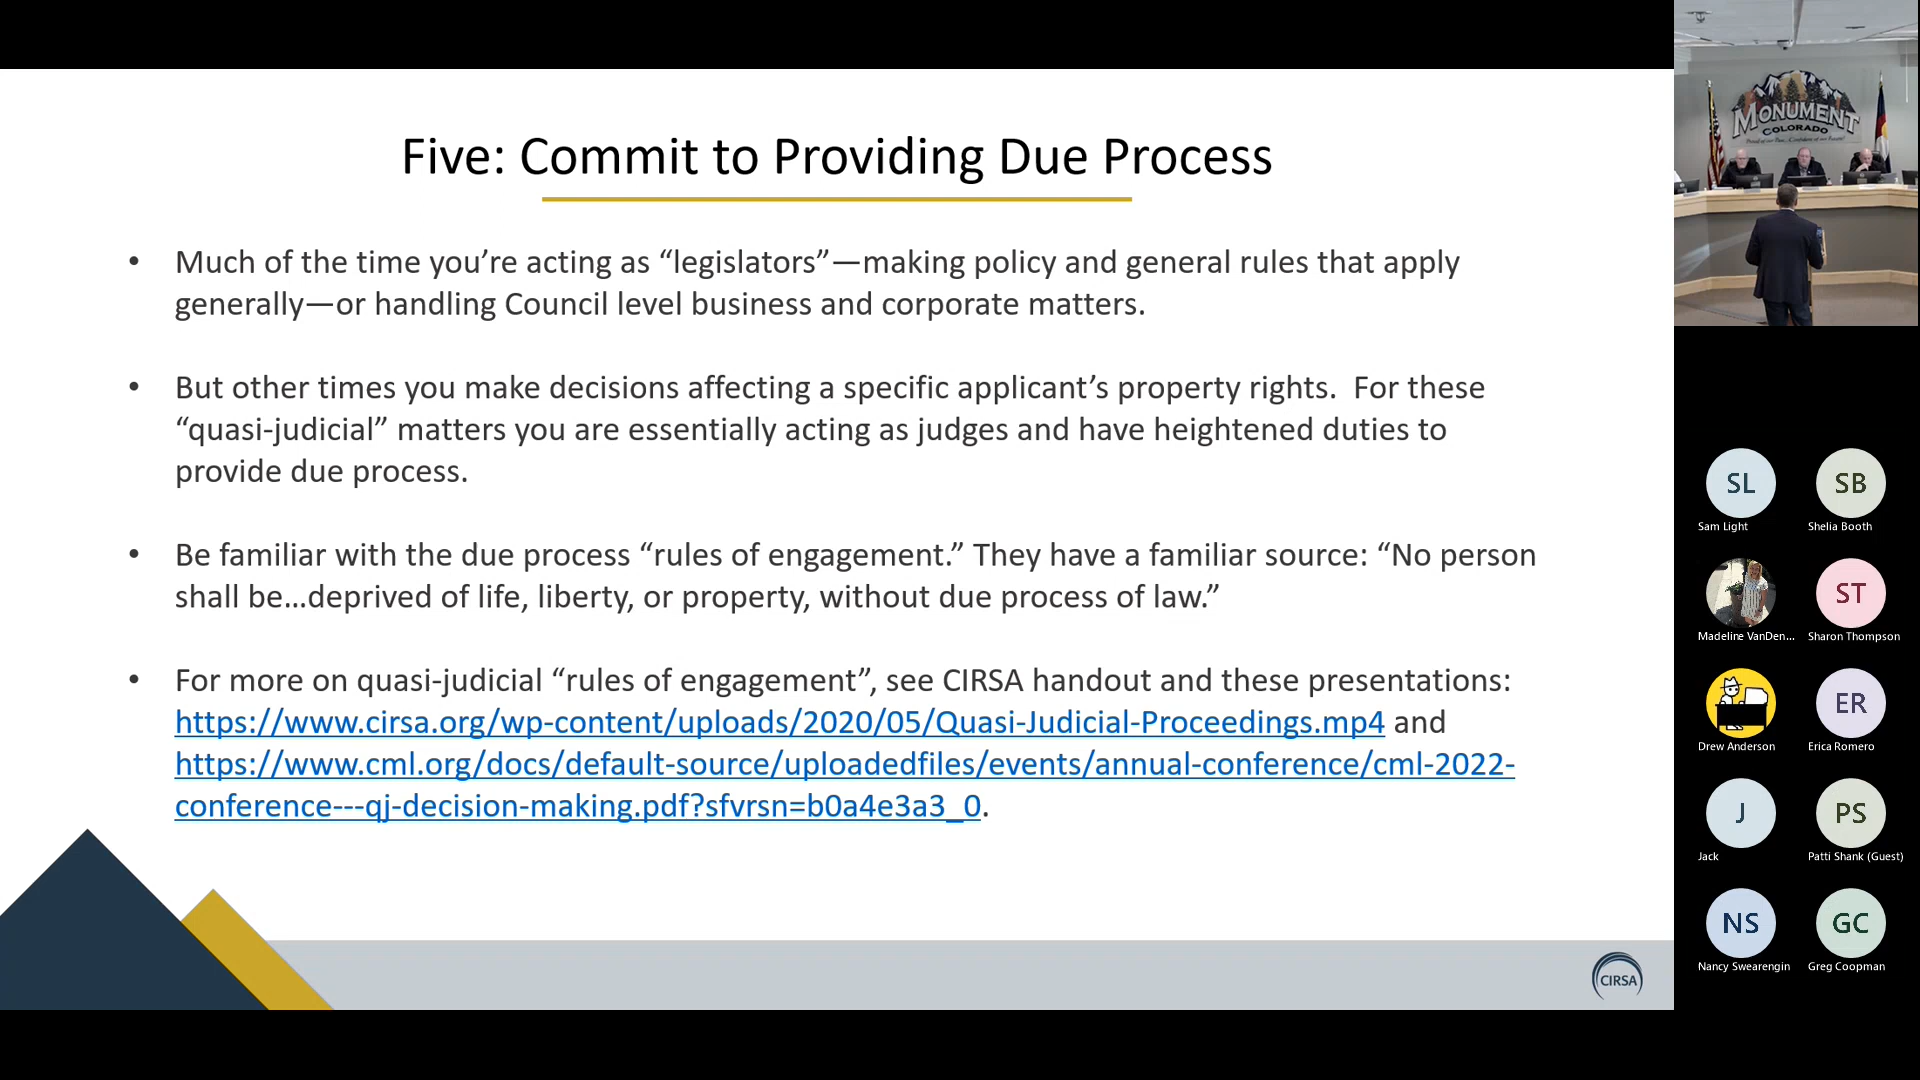 Five: Commit to Providing Due Process
• Much of the time you’re acting as “legislators”—making policy and general rules that apply
generally—or handling Council level business and corporate matters.
• But other times you make decisions affecting a specific applicant’s property rights.  For these
“quasi-judicial” matters you are essentially acting as judges and have heightened duties to
provide due process.
• Be familiar with the due process “rules of engagement.” They have a familiar source: “No person
shall be…deprived of life, liberty, or property, without due process of law.”
• For more on quasi-judicial “rules of engagement”, see CIRSA handout and these presentations:
https://www.cirsa.org/wp-content/uploads/2020/05/Quasi-Judicial-Proceedings.mp4 and
https://www.cml.org/docs/default-source/uploadedfiles/events/annual-conference/cml-2022-
conference---qj-decision-making.pdf?sfvrsn=b0a4e3a3_0.
CIRSA
MONUMENT
COLORADO
SL
SB
Sam Light
Shelia Booth
ST
Madeline VanDen...
Sharon Thompson
ER
Drew Anderson
Erica Romero
J
PS
Jack
Patti Shank (Guest)
NS
GC
Nancy Swearengin
Greg Coopman